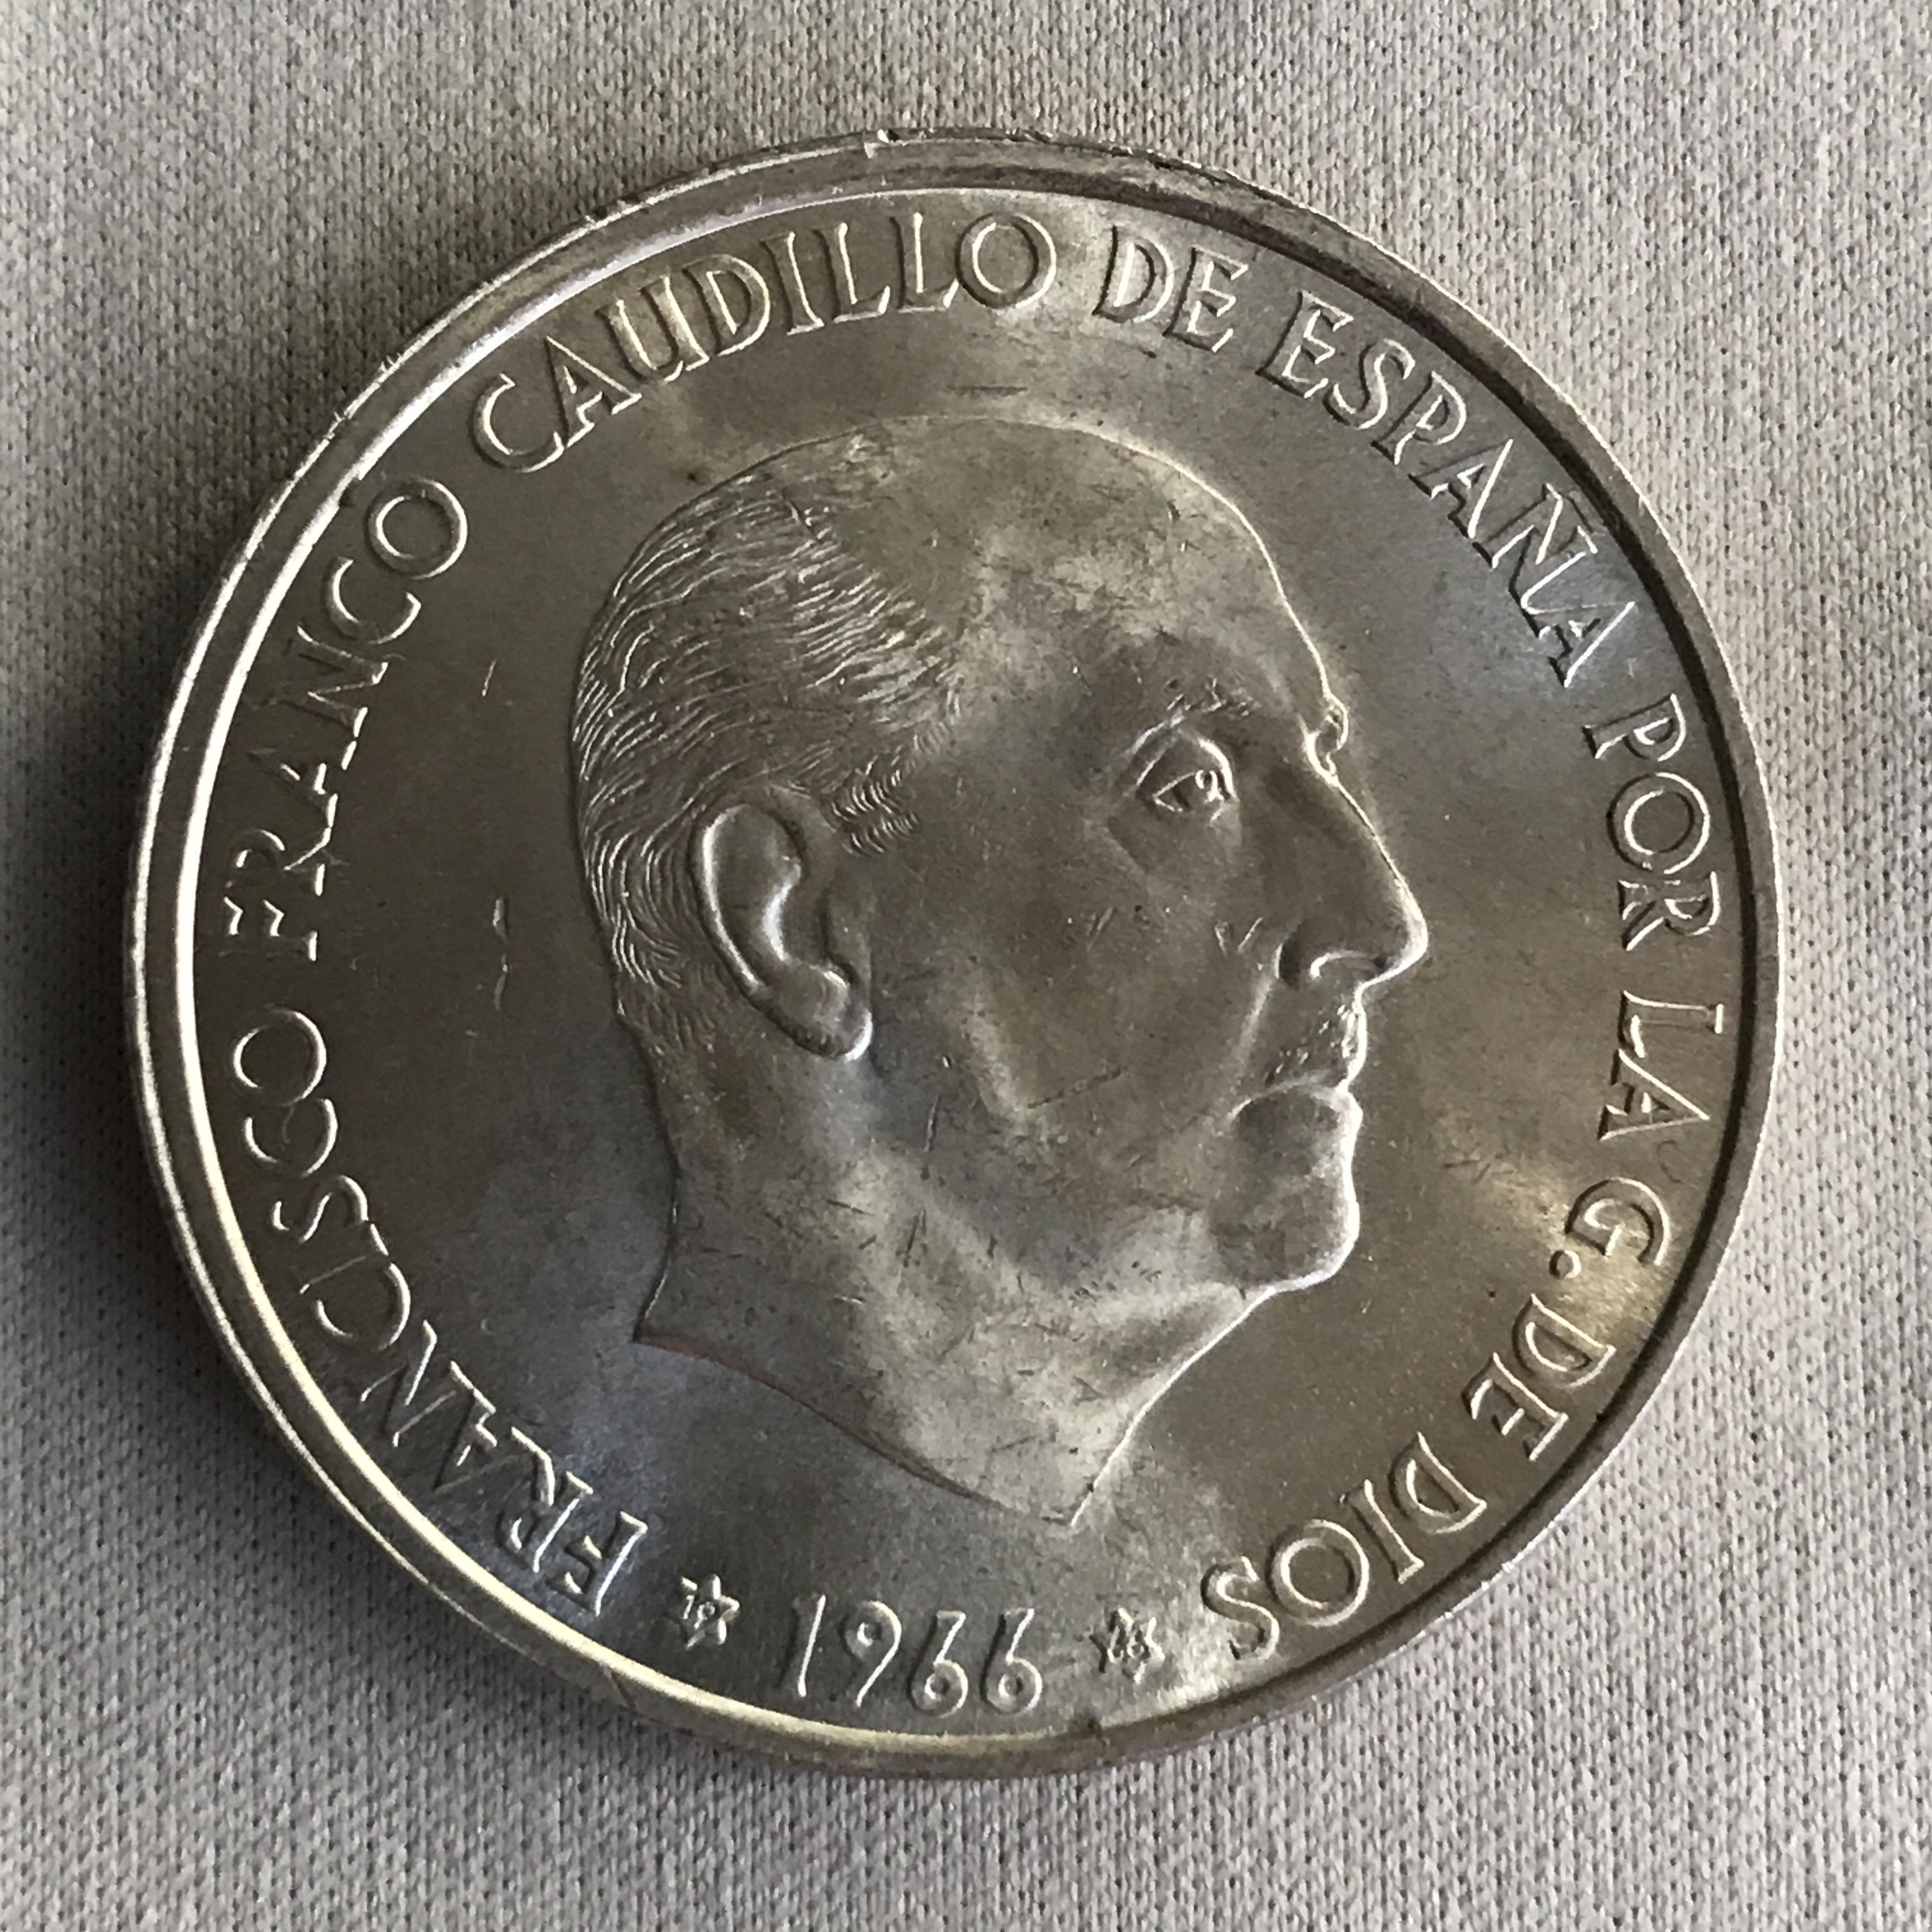 FRANCISCO FRANCO CAUDILLO DE ESPAÑA POR LA G. DE DIOS
1966